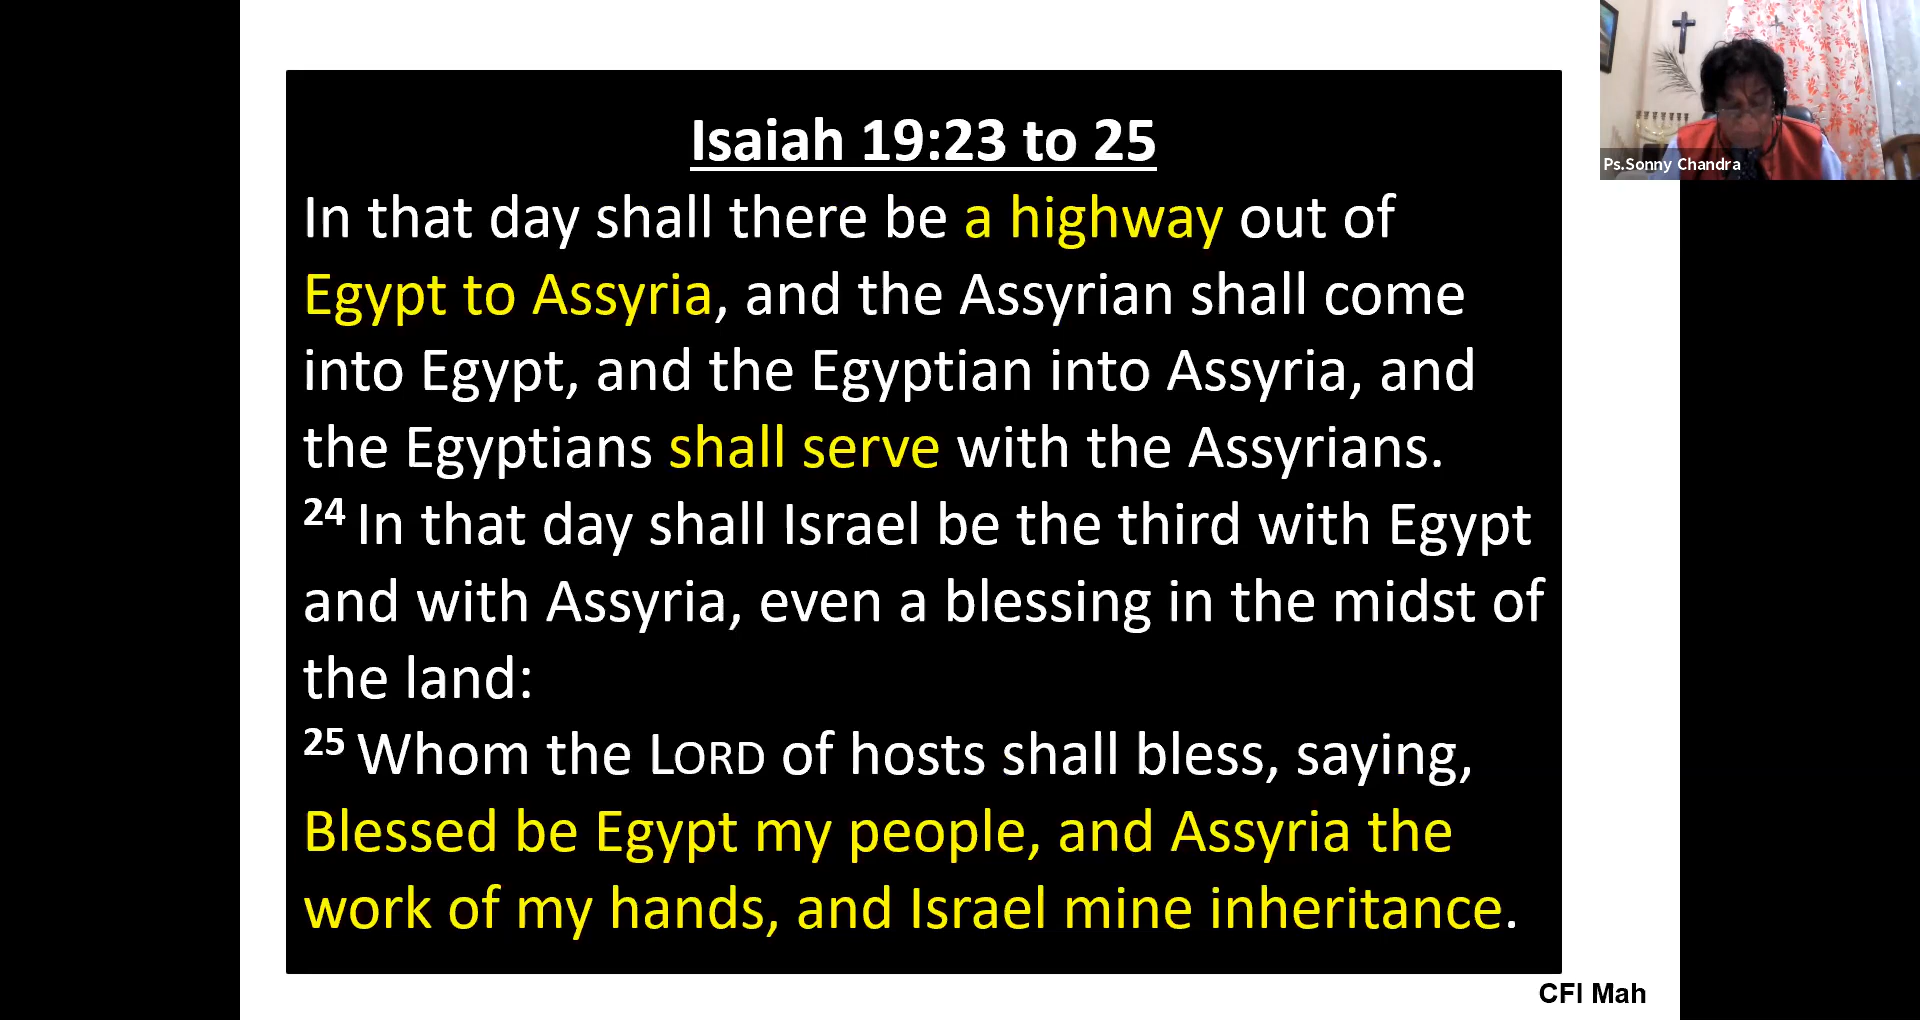 Isaiah 19:23 to 25
In that day shall there be a highway out of
Egypt to Assyria, and the Assyrian shall come
into Egypt, and the Egyptian into Assyria, and
the Egyptians shall serve with the Assyrians.
24 In that day shall Israel be the third with Egypt
and with Assyria, even a blessing in the midst of
the land:
25 Whom the LORD of hosts shall bless, saying,
Blessed be Egypt my people, and Assyria the
work of my hands, and Israel mine inheritance.
CFI Mah
Ps.Sonny Chandra